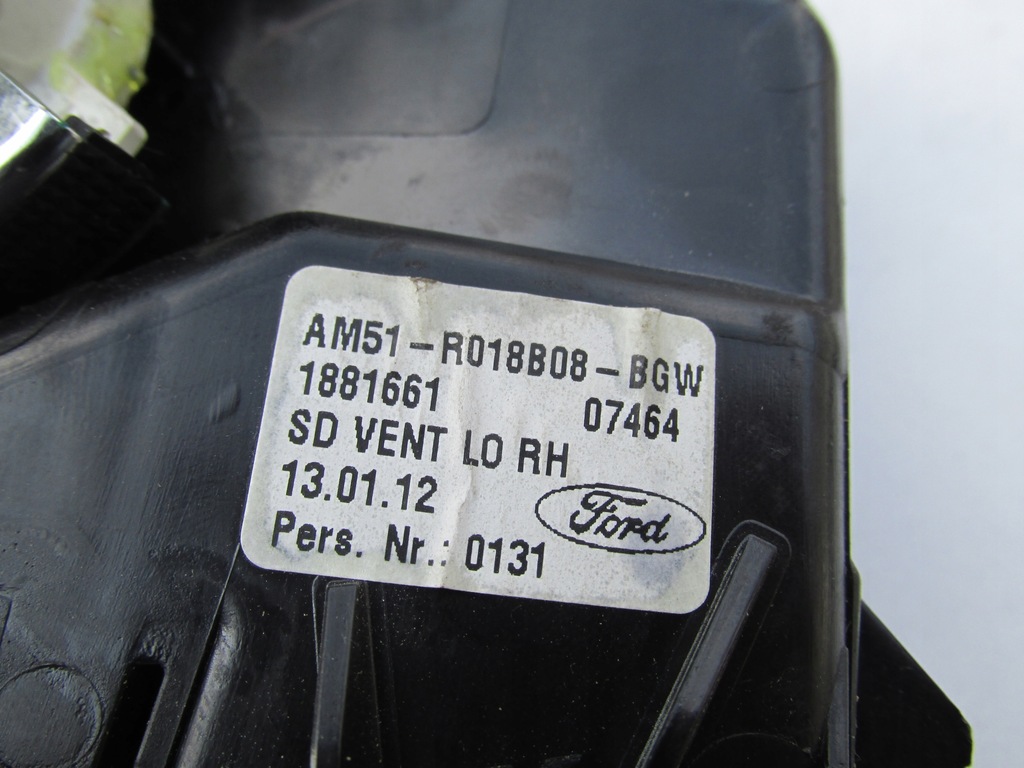 AM51-R018B08-BGW
1881661 07464
SD VENT LO RH
13.01.12
Pers. Nr.: 0131
Ford